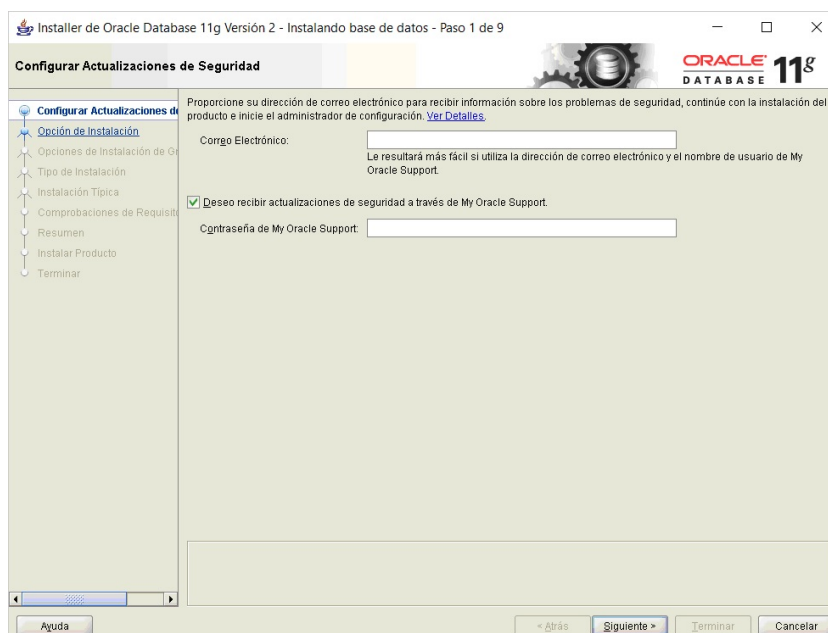 Installer de Oracle Database 11g Versión 2 - Instalando base de datos - Paso 1 de 9
Configurar Actualizaciones de Seguridad
ORACLE
DATABASE 11g
Configurar Actualizaciones de
Opción de Instalación
Opciones de Instalación de Gr
Tipo de Instalación
Instalación Típica
Comprobaciones de Requisito
Resumen
Instalar Producto
Terminar
Proporcione su dirección de correo electrónico para recibir información sobre los problemas de seguridad, continúe con la instalación del
producto e inicie el administrador de configuración. Ver Detalles.
Correo Electrónico:
Le resultará más fácil si utiliza la dirección de correo electrónico y el nombre de usuario de My
Oracle Support.
Deseo recibir actualizaciones de seguridad a través de My Oracle Support.
Contraseña de My Oracle Support:
Ayuda
< Atrás
Siguiente >
Terminar
Cancelar